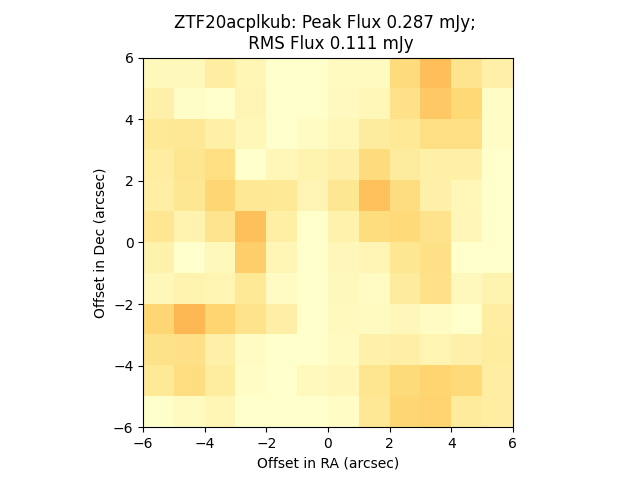 ZTF20acplkub: Peak Flux 0.287 mJy;
RMS Flux 0.111 mJy
6
4
2
0
−2
−4
−6
Offset in Dec (arcsec)
−6 −4 −2 0 2 4 6
Offset in RA (arcsec)